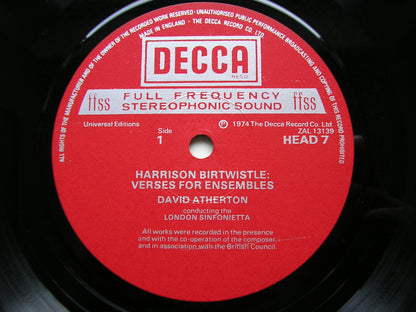 ALL RIGHTS OF THE MANUFACTURER AND OF THE OWNER OF THE RECORDED WORK RESERVED · UNAUTHORISED PUBLIC PERFORMANCE BROADCASTING AND COPYING OF THIS RECORD PROHIBITED
MADE IN ENGLAND · THE DECCA RECORD CO LTD
DECCA
ffss FULL FREQUENCY ffss
STEREOPHONIC SOUND
Universal Editions
Side
1
℗ 1974 The Decca Record Co. Ltd.
ZAL 13139
HEAD 7
HARRISON BIRTWISTLE:
VERSES FOR ENSEMBLES
DAVID ATHERTON
conducting the
LONDON SINFONIETTA
All works were recorded in the presence
and with the co-operation of the composer,
and in association with the British Council.